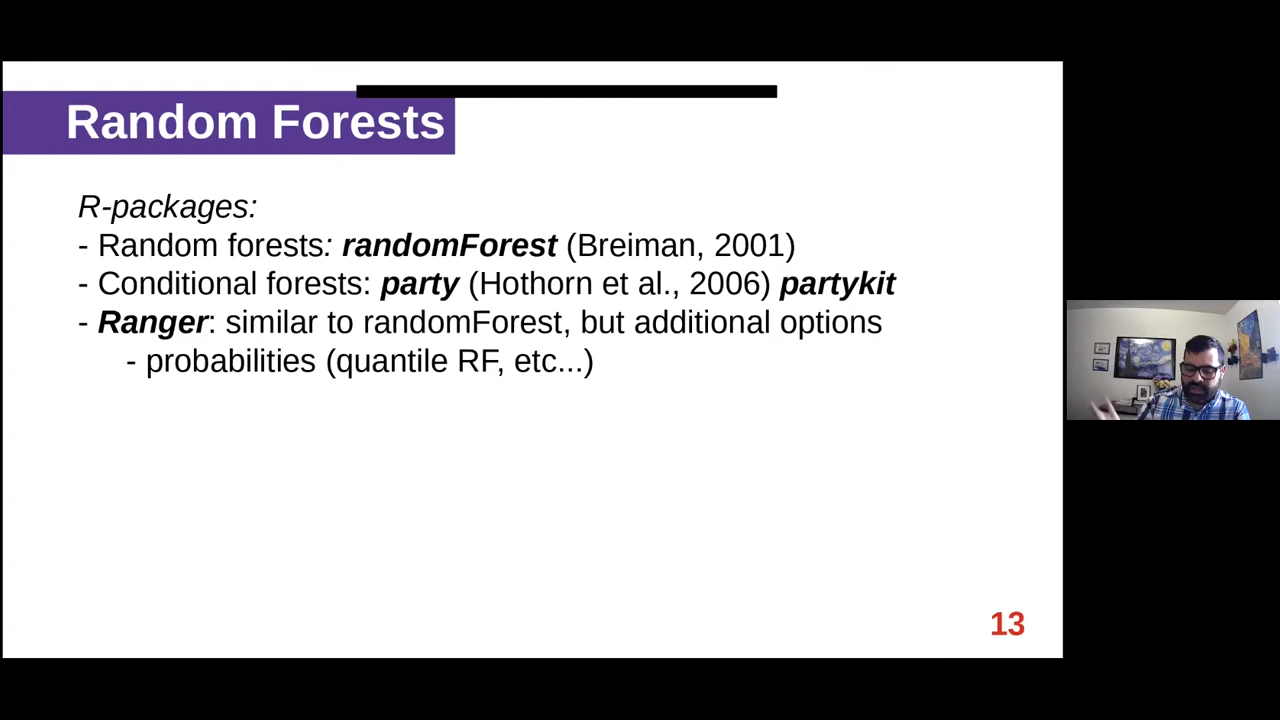 Random Forests
R-packages:
- Random forests: randomForest (Breiman, 2001)
- Conditional forests: party (Hothorn et al., 2006) partykit
- Ranger: similar to randomForest, but additional options
- probabilities (quantile RF, etc...)
13